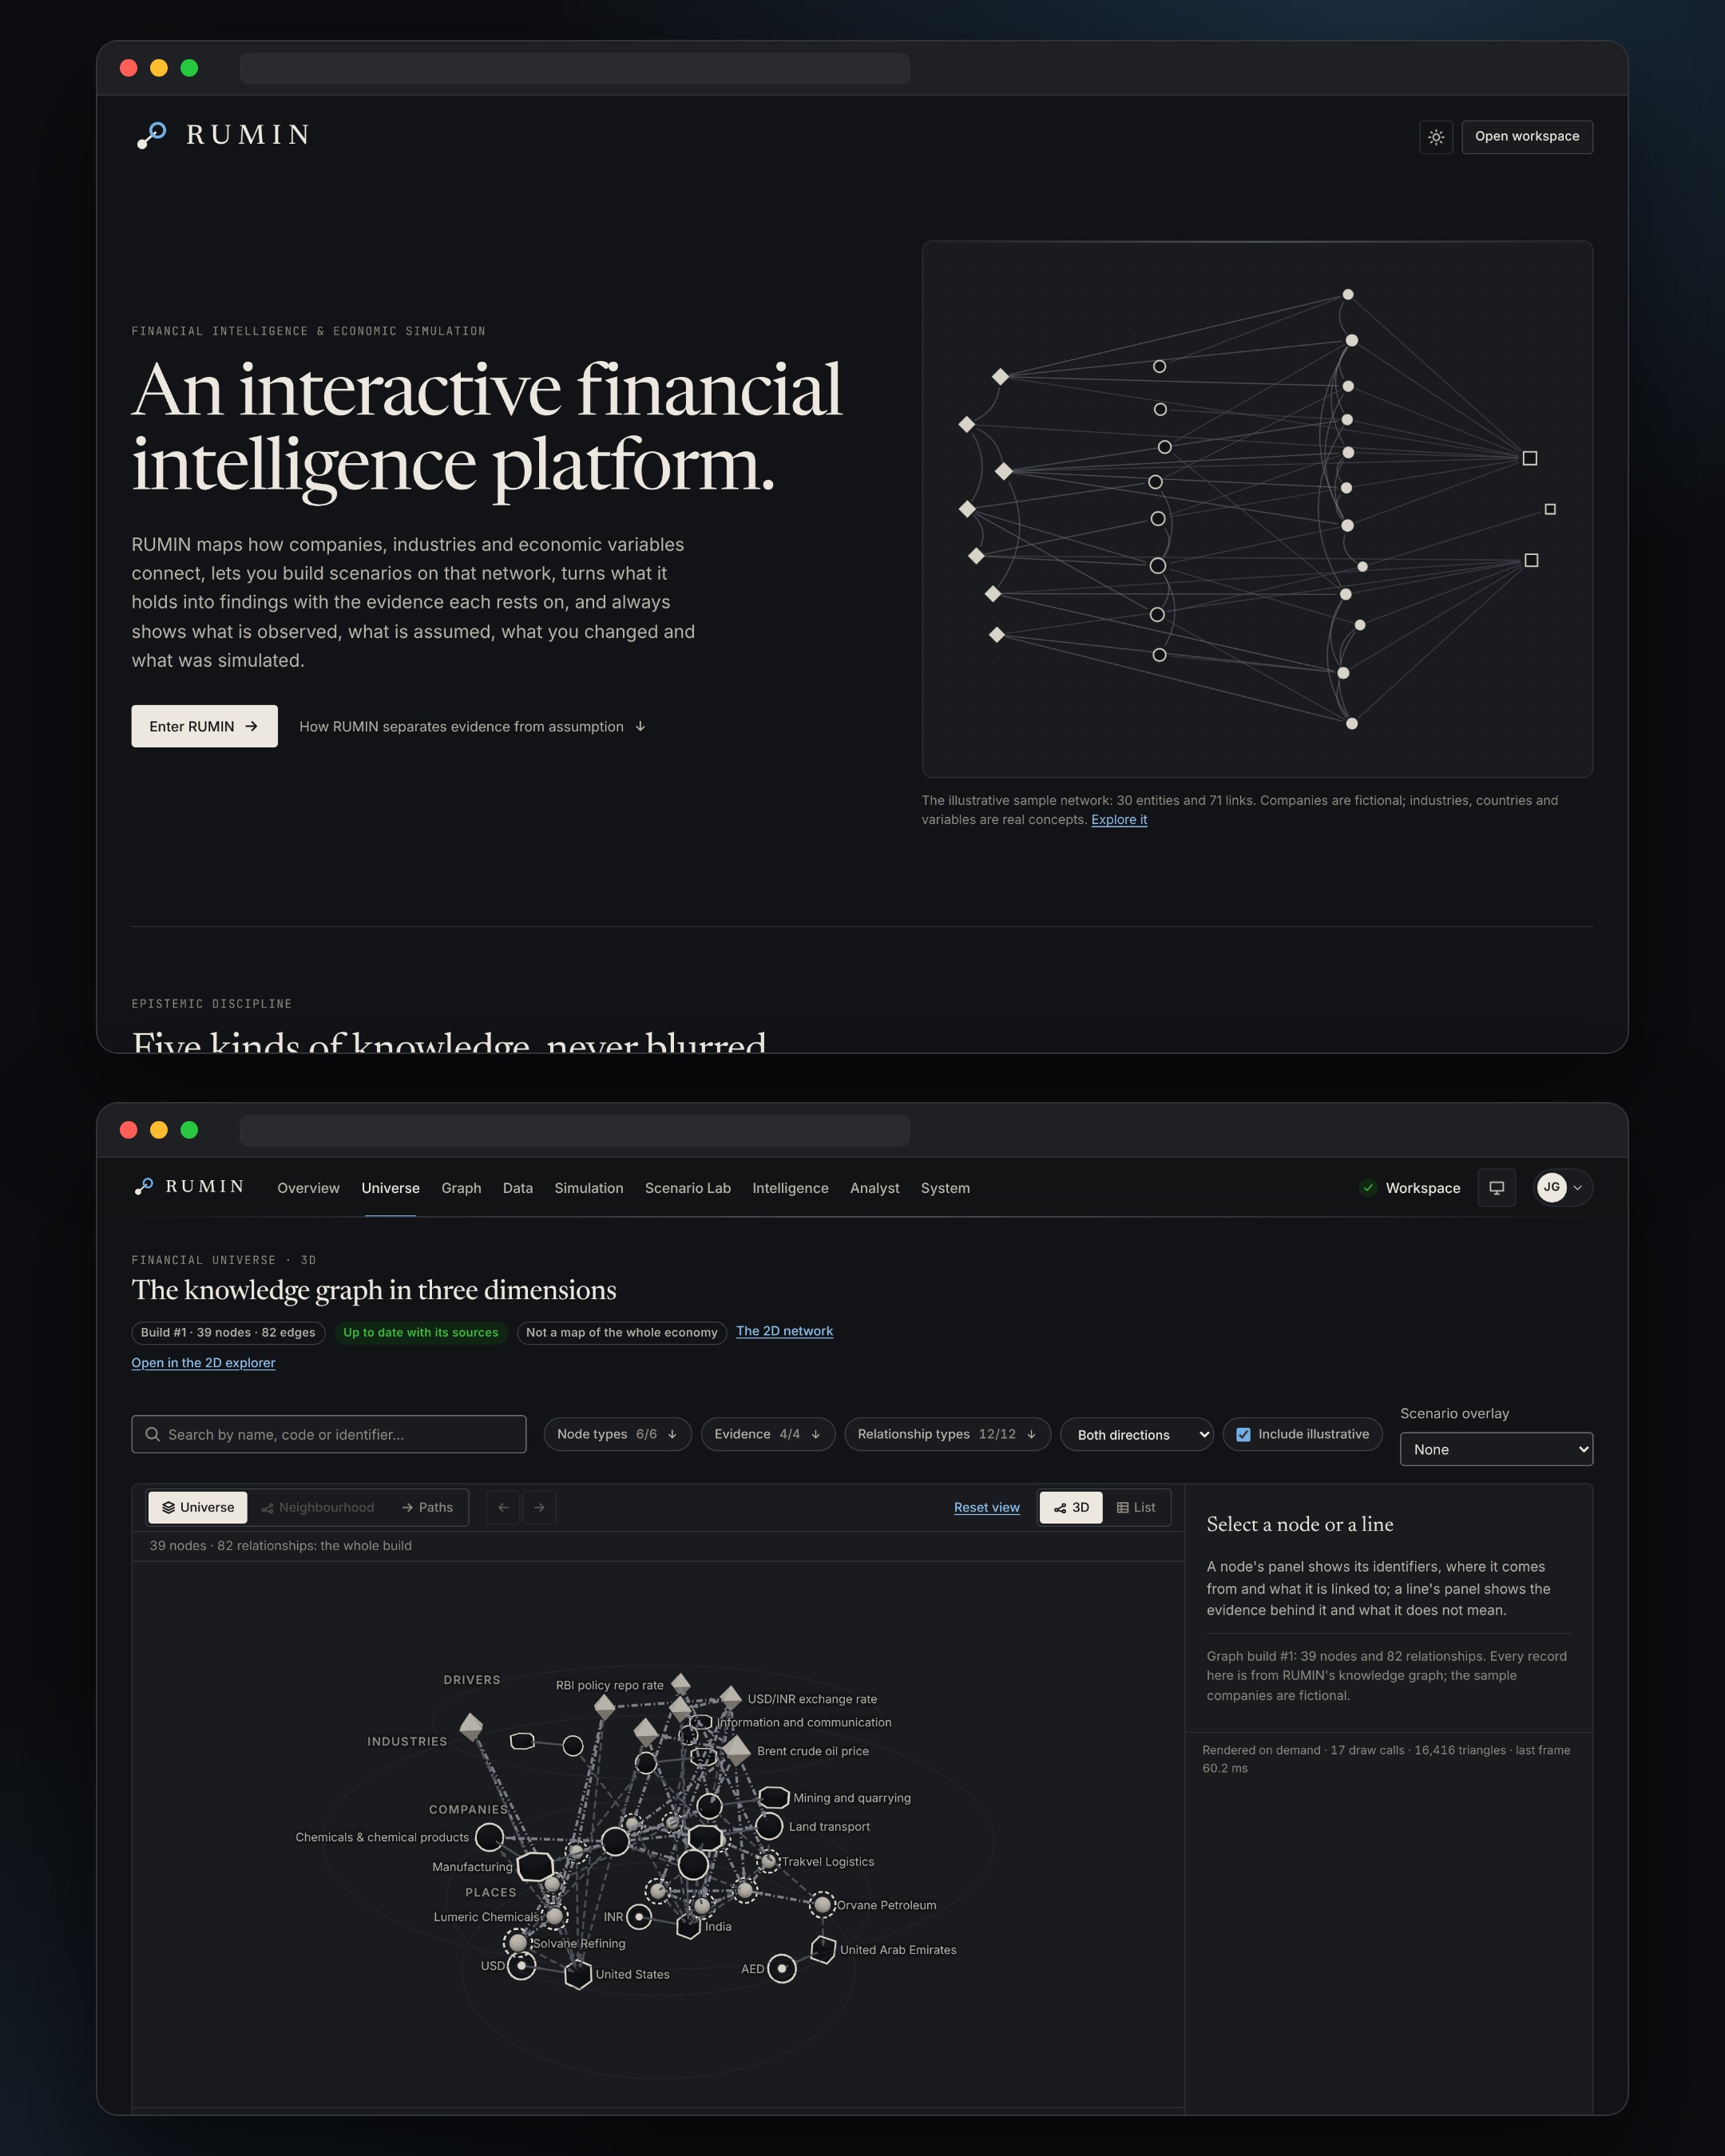 RUMIN
Open workspace
FINANCIAL INTELLIGENCE & ECONOMIC SIMULATION
An interactive financial
intelligence platform.
RUMIN maps how companies, industries and economic variables
connect, lets you build scenarios on that network, turns what it
holds into findings with the evidence each rests on, and always
shows what is observed, what is assumed, what you changed and
what was simulated.
Enter RUMIN →
How RUMIN separates evidence from assumption ↓
The illustrative sample network: 30 entities and 71 links. Companies are fictional; industries, countries and
variables are real concepts. Explore it
EPISTEMIC DISCIPLINE
Five kinds of knowledge, never blurred
RUMIN
Overview
Universe
Graph
Data
Simulation
Scenario Lab
Intelligence
Analyst
System
Workspace
JG
FINANCIAL UNIVERSE · 3D
The knowledge graph in three dimensions
Build #1 · 39 nodes · 82 edges
Up to date with its sources
Not a map of the whole economy
The 2D network
Open in the 2D explorer
Search by name, code or identifier...
Node types 6/6 ↓
Evidence 4/4 ↓
Relationship types 12/12 ↓
Both directions
Include illustrative
Scenario overlay
None
Universe
Neighbourhood
→ Paths
← →
Reset view
3D
List
39 nodes · 82 relationships: the whole build
Select a node or a line
A node's panel shows its identifiers, where it comes
from and what it is linked to; a line's panel shows the
evidence behind it and what it does not mean.
Graph build #1: 39 nodes and 82 relationships. Every record
here is from RUMIN's knowledge graph; the sample
companies are fictional.
Rendered on demand · 17 draw calls · 16,416 triangles · last frame
60.2 ms
DRIVERS
RBI policy repo rate
USD/INR exchange rate
Information and communication
INDUSTRIES
Brent crude oil price
Mining and quarrying
COMPANIES
Land transport
Chemicals & chemical products
Trakvel Logistics
Manufacturing
PLACES
Orvane Petroleum
Lumeric Chemicals
INR
India
Solvane Refining
United Arab Emirates
USD
United States
AED